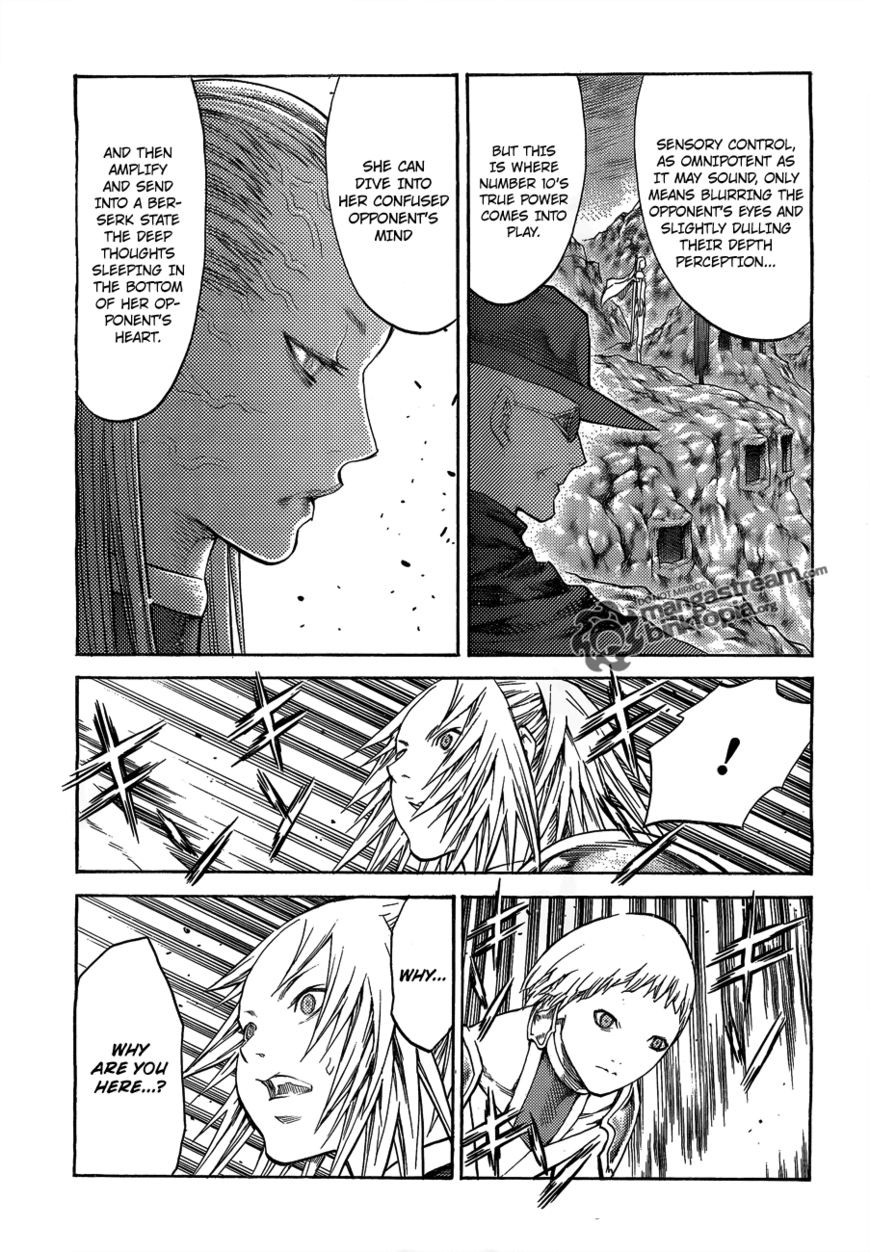 SENSORY CONTROL,
AS OMNIPOTENT AS
IT MAY SOUND, ONLY
MEANS BLURRING THE
OPPONENT'S EYES AND
SLIGHTLY DULLING
THEIR DEPTH
PERCEPTION...
BUT THIS
IS WHERE
NUMBER 10'S
TRUE POWER
COMES INTO
PLAY.
SHE CAN
DIVE INTO
HER CONFUSED
OPPONENT'S
MIND
AND THEN
AMPLIFY
AND SEND
INTO A BER-
SERK STATE
THE DEEP
THOUGHTS
SLEEPING IN
THE BOTTOM
OF HER OP-
PONENT'S
HEART.
DO NOT MIRROR
mangastream.com
binktopia.org
!
WHY...
WHY
ARE YOU
HERE...?